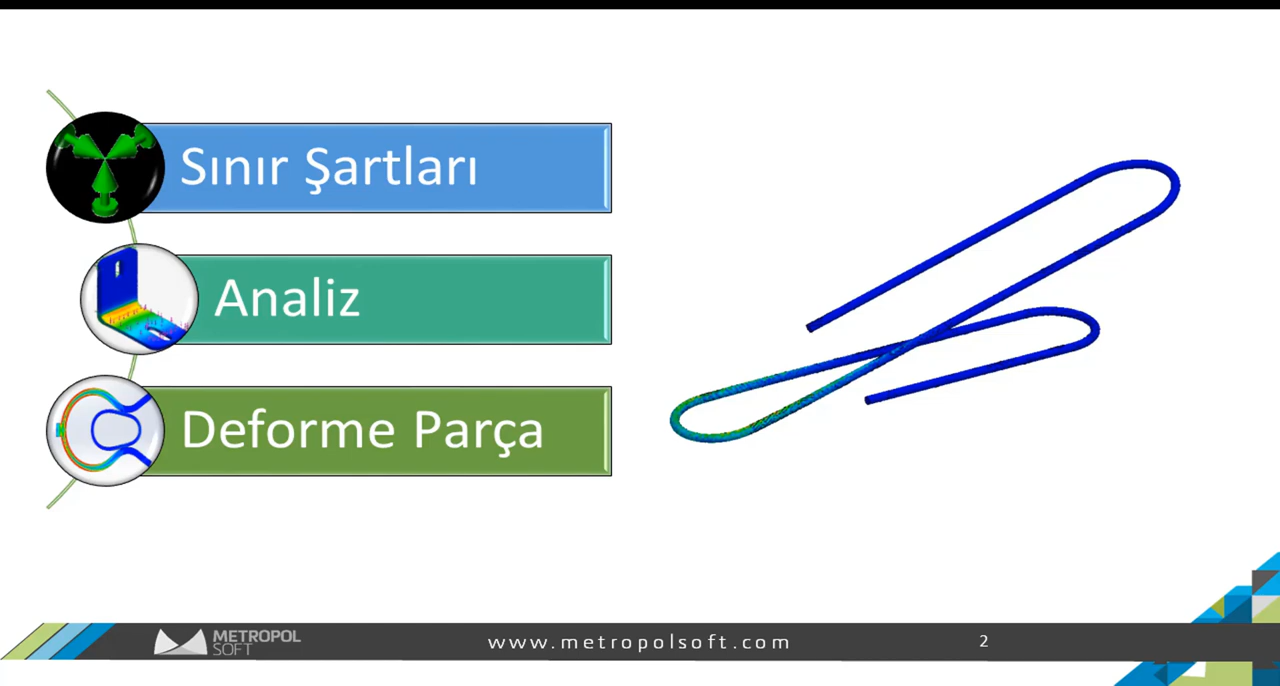 Sınır Şartları
Analiz
Deforme Parça
METROPOL
SOFT
www.metropolsoft.com
2